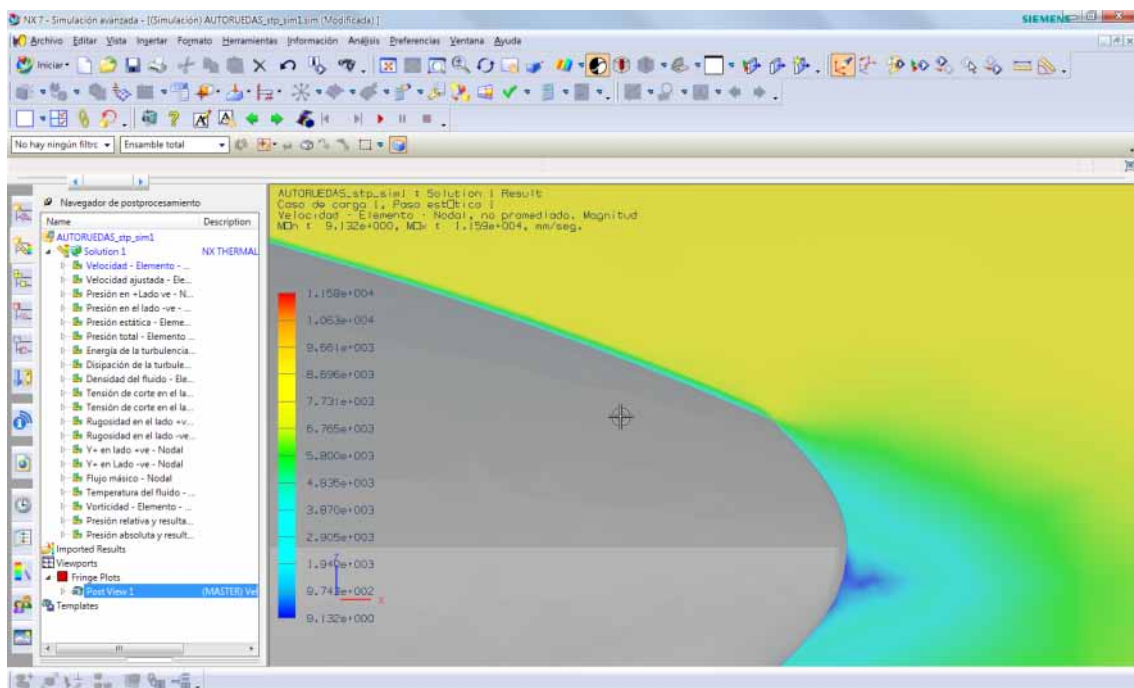 NX 7 - Simulación avanzada - [(Simulación) AUTORUEDAS_stp_sim1.sim (Modificada)]
SIEMENS
Archivo Editar Vista Insertar Formato Herramientas Información Análisis Preferencias Ventana Ayuda
Iniciar
No hay ningún filtrc
Ensamble total
Navegador de postprocesamiento
Name Description
AUTORUEDAS_stp_sim1
Solution 1 NX THERMAL
Velocidad - Elemento - ...
Velocidad ajustada - Ele...
Presión en +Lado ve - N...
Presión en el lado -ve - ...
Presión estática - Eleme...
Presión total - Elemento ...
Energía de la turbulencia...
Disipación de la turbule...
Densidad del fluido - Ele...
Tensión de corte en el la...
Tensión de corte en el la...
Rugosidad en el lado +v...
Rugosidad en el lado -ve...
Y+ en lado +ve - Nodal
Y+ en Lado -ve - Nodal
Flujo másico - Nodal
Temperatura del fluido - ...
Vorticidad - Elemento - ...
Presión relativa y resulta...
Presión absoluta y result...
Imported Results
Viewports
Fringe Plots
Post View 1 (MASTER) Vel
Templates
AUTORUEDAS_stp_sim1 : Solution 1 Result
Caso de carga 1, Paso est□tico 1
Velocidad - Elemento - Nodal, no promediado, Magnitud
M□n : 9.132e+000, M□x : 1.159e+004, mm/seg.
1.158e+004
1.063e+004
9.661e+003
8.696e+003
7.731e+003
6.765e+003
5.800e+003
4.835e+003
3.870e+003
2.905e+003
1.940e+003
9.743e+002
9.132e+000
Z
X